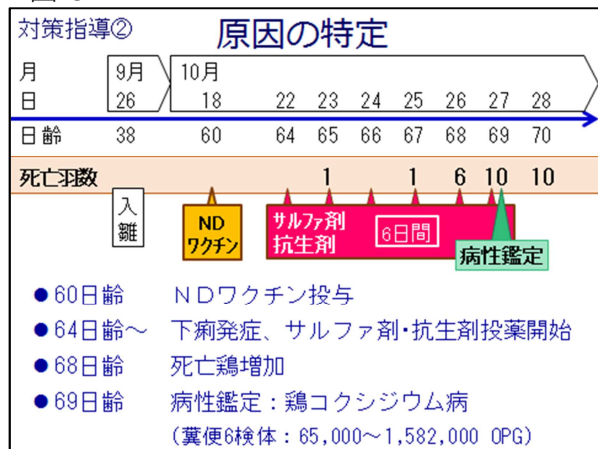 対策指導② 原因の特定
月 9月 10月
日 26 18 22 23 24 25 26 27 28
日齢 38 60 64 65 66 67 68 69 70
死亡羽数 1 1 6 10 10
入雛
ND
ワクチン
サルファ剤
抗生剤
6日間
病性鑑定
●60日齢 NDワクチン投与
●64日齢～ 下痢発症、サルファ剤・抗生剤投薬開始
●68日齢 死亡鶏増加
●69日齢 病性鑑定：鶏コクシジウム病
(糞便6検体：65,000～1,582,000 OPG)